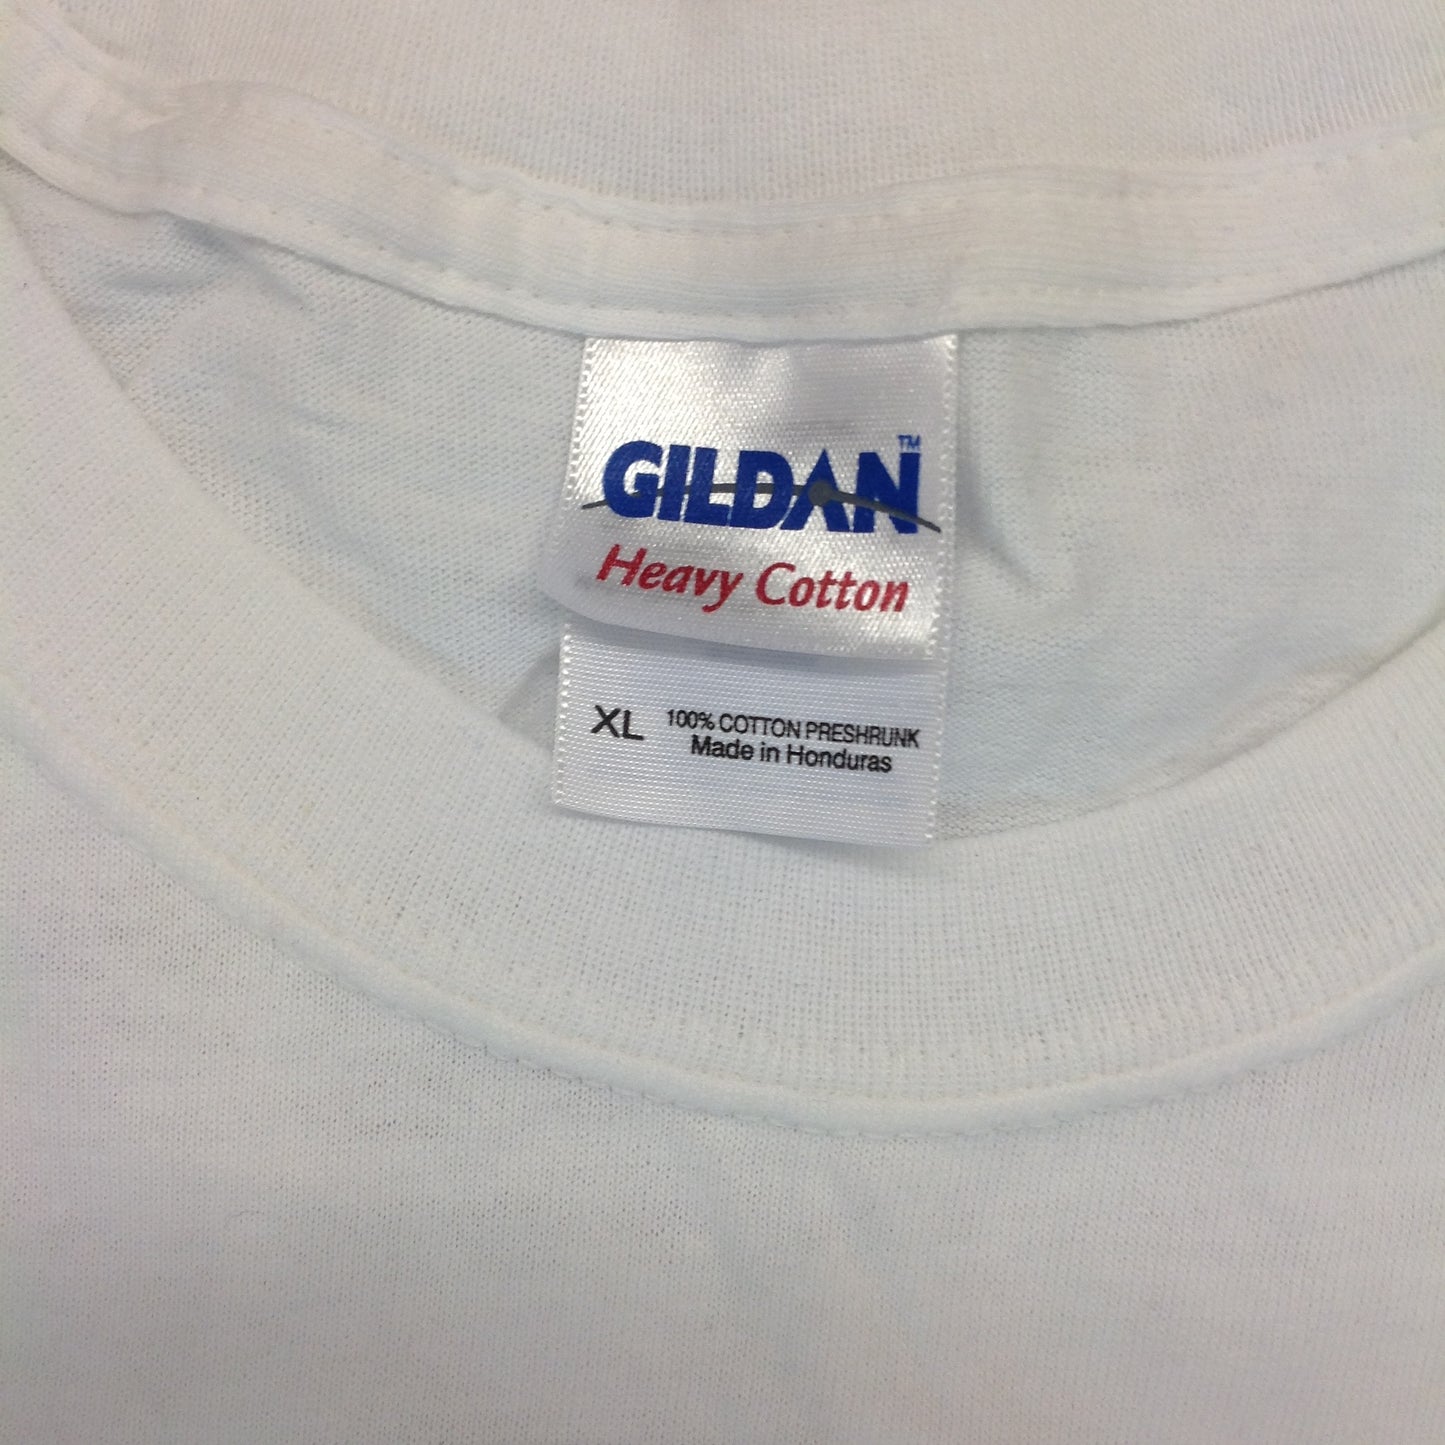 GILDAN™
Heavy Cotton
XL 100% COTTON PRESHRUNK
Made in Honduras